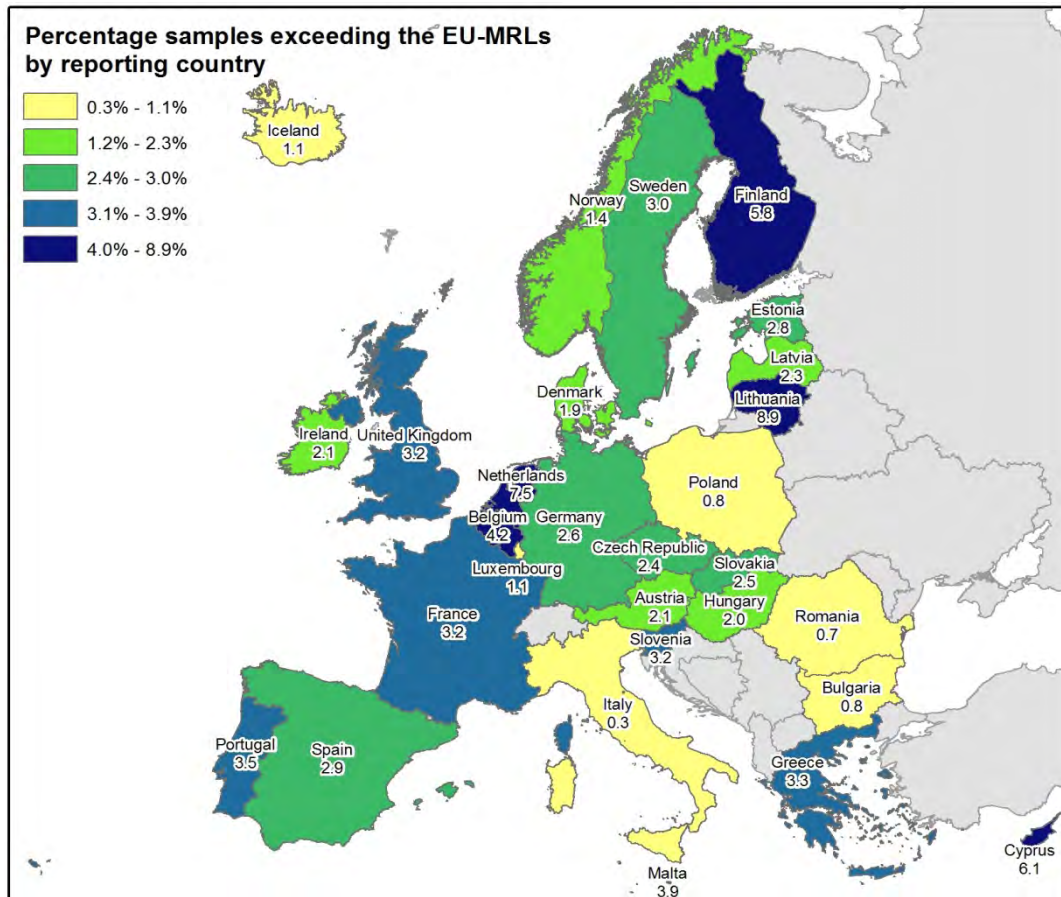 Percentage samples exceeding the EU-MRLs
by reporting country
0.3% - 1.1%
1.2% - 2.3%
2.4% - 3.0%
3.1% - 3.9%
4.0% - 8.9%
Iceland
1.1
Norway
1.4
Sweden
3.0
Finland
5.8
Estonia
2.8
Latvia
2.3
Lithuania
8.9
Denmark
1.9
Ireland
2.1
United Kingdom
3.2
Netherlands
7.5
Belgium
4.2
Luxembourg
1.1
Germany
2.6
Poland
0.8
Czech Republic
2.4
Slovakia
2.5
Austria
2.1
Hungary
2.0
Slovenia
3.2
Romania
0.7
Bulgaria
0.8
France
3.2
Italy
0.3
Portugal
3.5
Spain
2.9
Greece
3.3
Malta
3.9
Cyprus
6.1